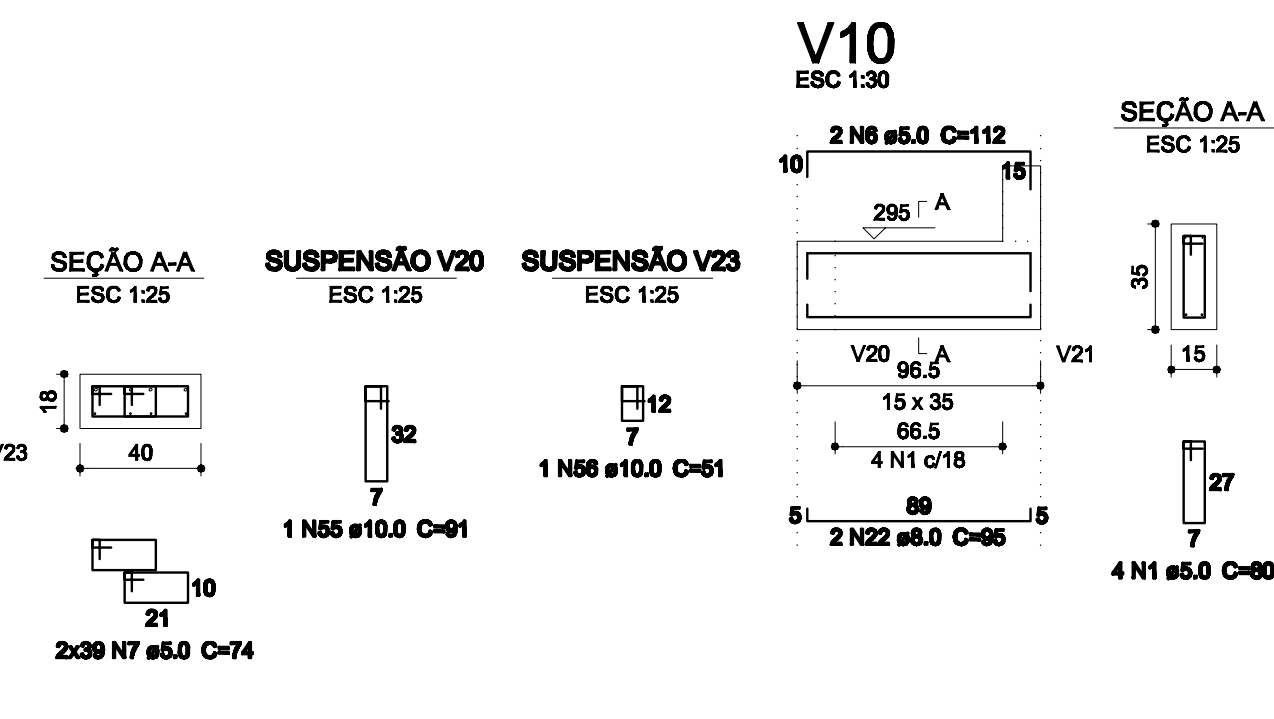 V10
ESC 1:30
SEÇÃO A-A
ESC 1:25
2 N6 ø5.0 C=112
10
15
295
A
SEÇÃO A-A
ESC 1:25
SUSPENSÃO V20
ESC 1:25
SUSPENSÃO V23
ESC 1:25
35
15
V20
A
V21
96.5
15 x 35
66.5
4 N1 c/18
18
40
V23
32
7
1 N55 ø10.0 C=91
12
7
1 N56 ø10.0 C=51
5
89
5
2 N22 ø8.0 C=95
27
7
4 N1 ø5.0 C=80
10
21
2x39 N7 ø5.0 C=74